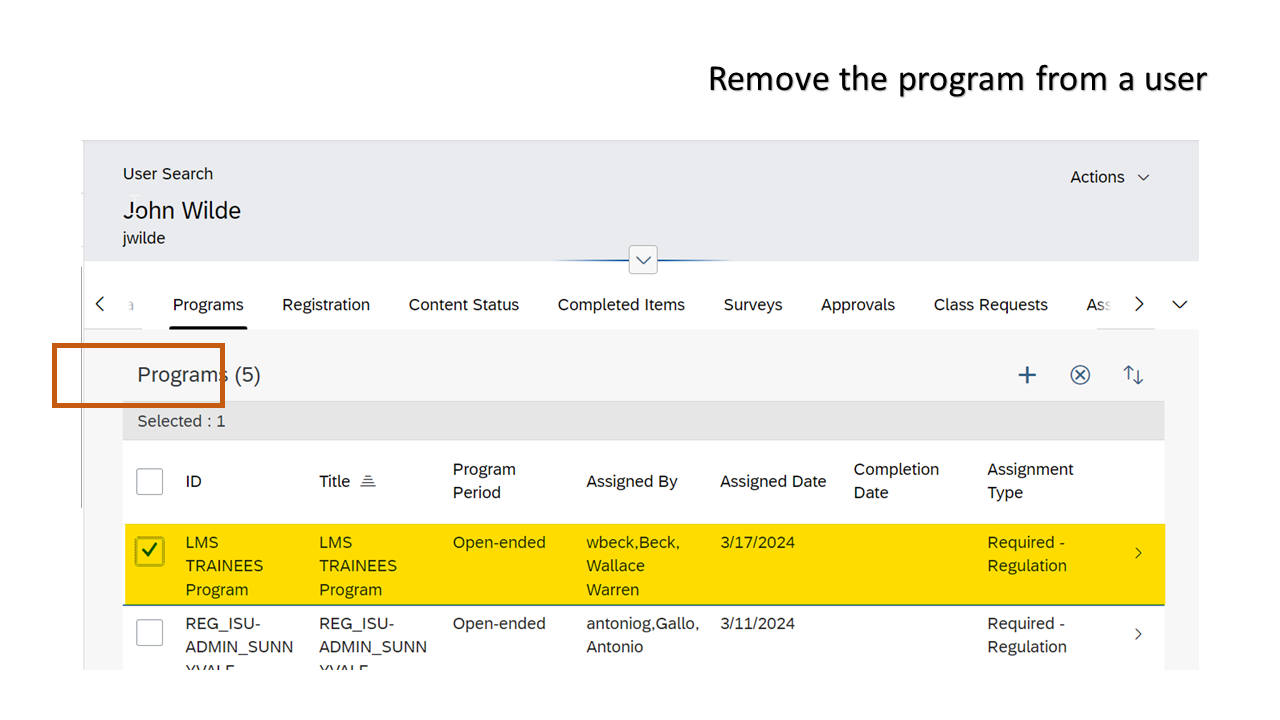 Remove the program from a user
User Search
Actions
John Wilde
jwilde
Programs Registration Content Status Completed Items Surveys Approvals Class Requests
Programs (5)
Selected : 1
ID Title Program Period Assigned By Assigned Date Completion Date Assignment Type
LMS TRAINEES Program LMS TRAINEES Program Open-ended wbeck,Beck, Wallace Warren 3/17/2024 Required - Regulation
REG_ISU-ADMIN_SUNN REG_ISU-ADMIN_SUNN Open-ended antoniog,Gallo, Antonio 3/11/2024 Required - Regulation